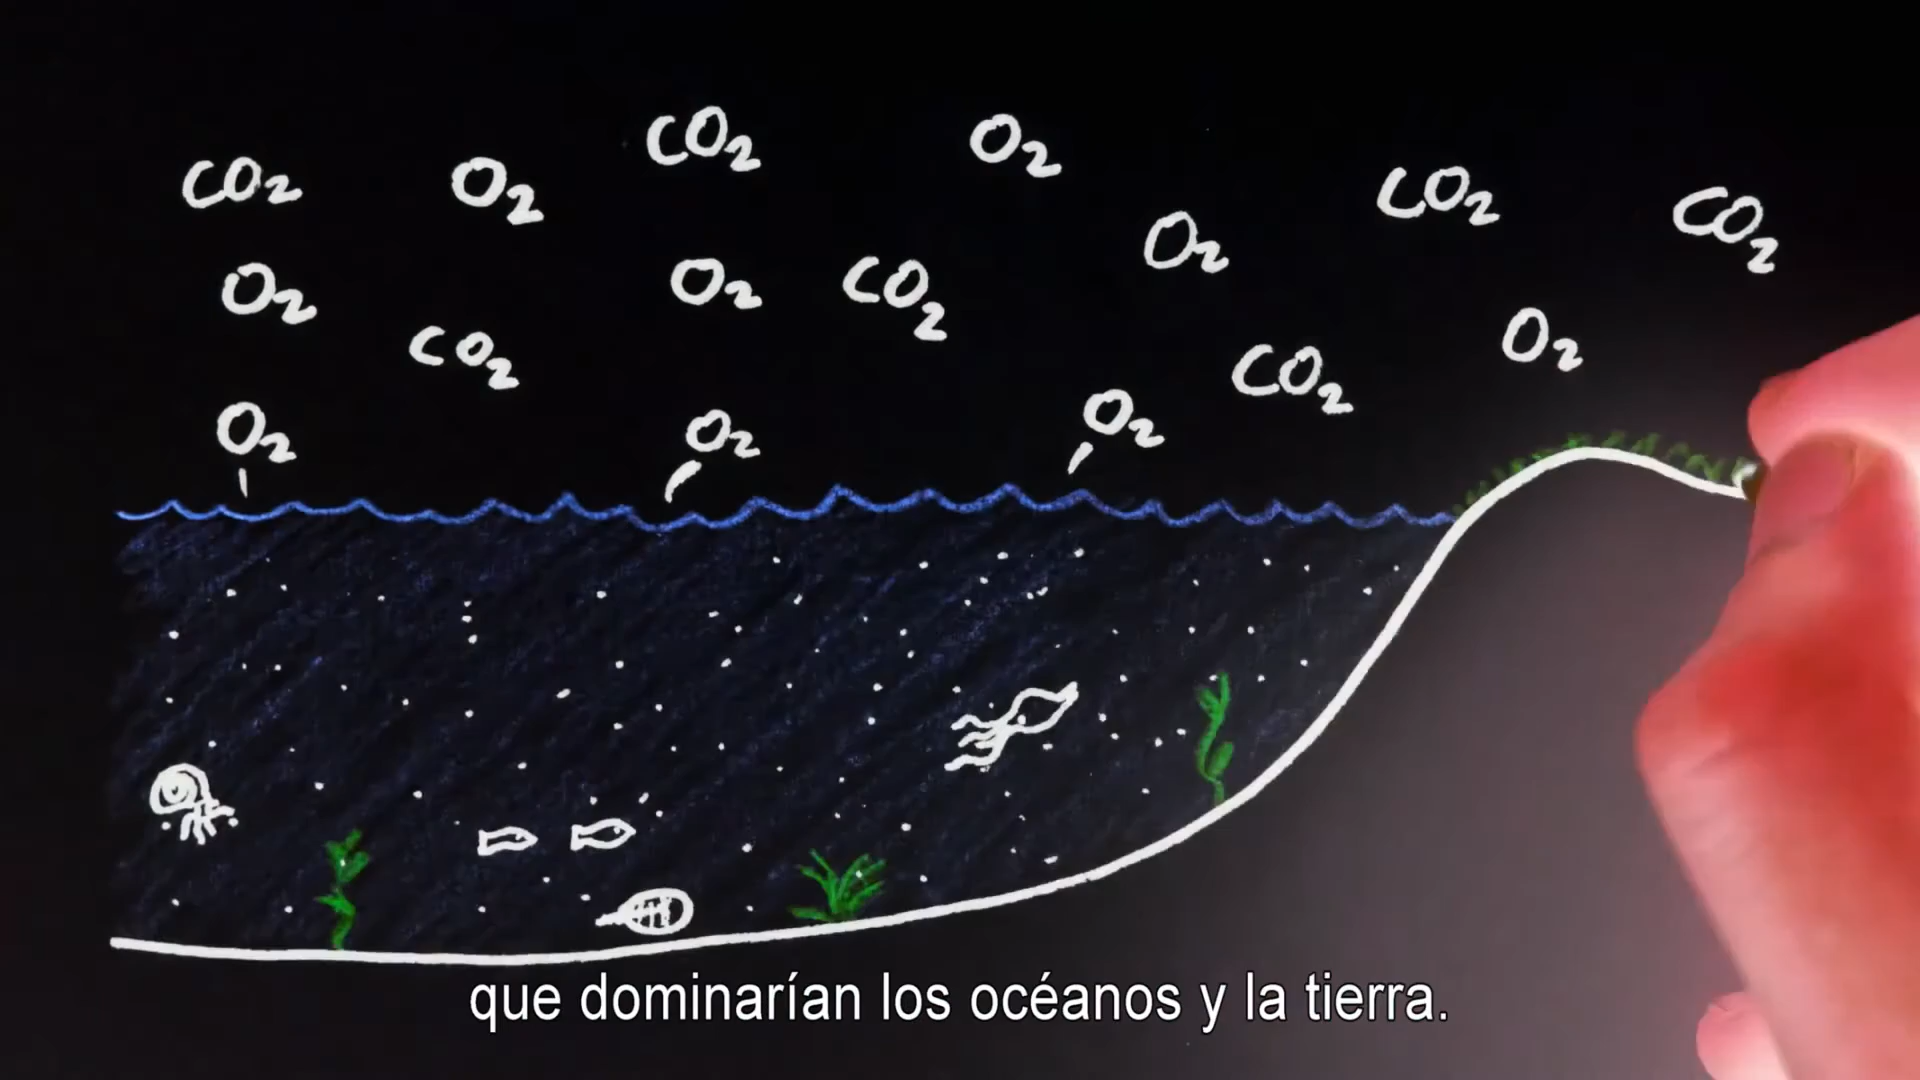 CO₂ O₂ CO₂ O₂ CO₂ CO₂
O₂ CO₂ O₂ CO₂ O₂ CO₂ O₂
O₂ O₂ O₂
que dominarían los océanos y la tierra.